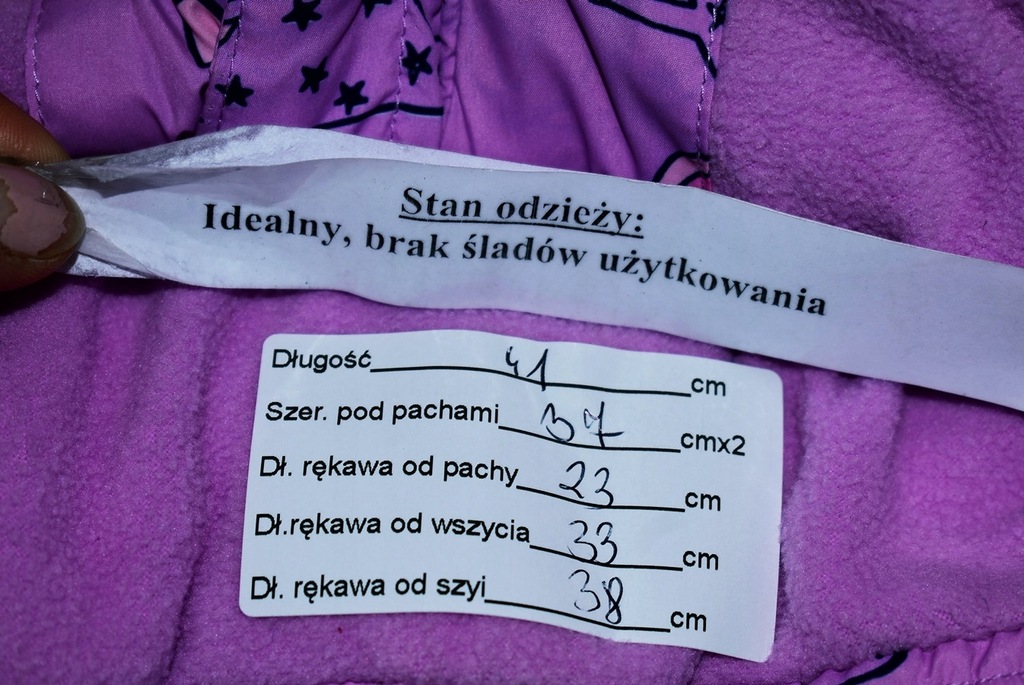 Stan odzieży:
Idealny, brak śladów użytkowania
Długość 41 cm
Szer. pod pachami 37 cmx2
Dł. rękawa od pachy 23 cm
Dł.rękawa od wszycia 33 cm
Dł. rękawa od szyi 38 cm